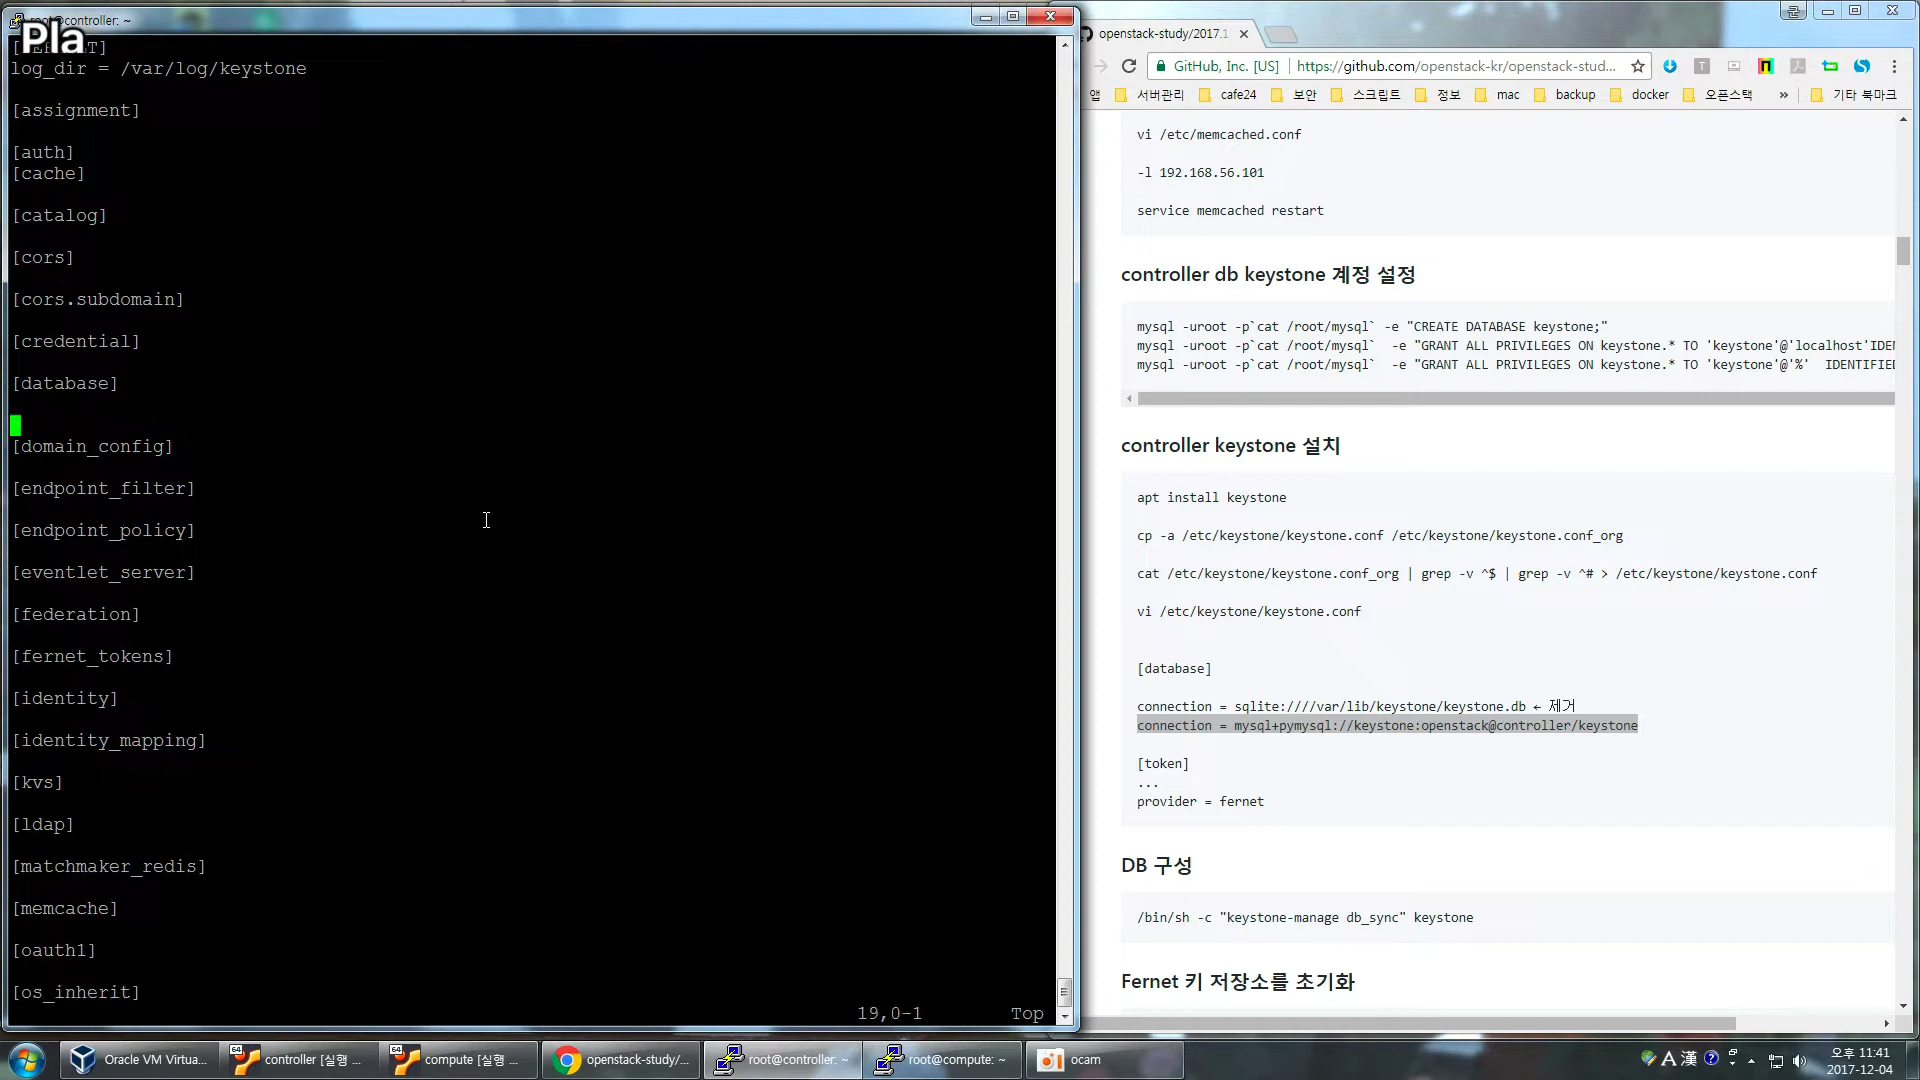 root@controller: ~
Pla
log_dir = /var/log/keystone
[assignment]
[auth]
[cache]
[catalog]
[cors]
[cors.subdomain]
[credential]
[database]
[domain_config]
[endpoint_filter]
[endpoint_policy]
[eventlet_server]
[federation]
[fernet_tokens]
[identity]
[identity_mapping]
[kvs]
[ldap]
[matchmaker_redis]
[memcache]
[oauth1]
[os_inherit]
19,0-1 Top
openstack-study/2017.1
GitHub, Inc. [US] https://github.com/openstack-kr/openstack-stud...
앱 서버관리 cafe24 보안 스크립트 정보 mac backup docker 오픈스택 » 기타 북마크
vi /etc/memcached.conf
-l 192.168.56.101
service memcached restart
controller db keystone 계정 설정
mysql -uroot -p`cat /root/mysql` -e "CREATE DATABASE keystone;"
mysql -uroot -p`cat /root/mysql`  -e "GRANT ALL PRIVILEGES ON keystone.* TO 'keystone'@'localhost'IDEN
mysql -uroot -p`cat /root/mysql`  -e "GRANT ALL PRIVILEGES ON keystone.* TO 'keystone'@'%'  IDENTIFIED
controller keystone 설치
apt install keystone
cp -a /etc/keystone/keystone.conf /etc/keystone/keystone.conf_org
cat /etc/keystone/keystone.conf_org | grep -v ^$ | grep -v ^# > /etc/keystone/keystone.conf
vi /etc/keystone/keystone.conf
[database]
connection = sqlite:////var/lib/keystone/keystone.db ← 제거
connection = mysql+pymysql://keystone:openstack@controller/keystone
[token]
...
provider = fernet
DB 구성
/bin/sh -c "keystone-manage db_sync" keystone
Fernet 키 저장소를 초기화
Oracle VM Virtua... controller [실행 ... compute [실행 ... openstack-study/... root@controller: ~ root@compute: ~ ocam
A 漢
오후 11:41
2017-12-04